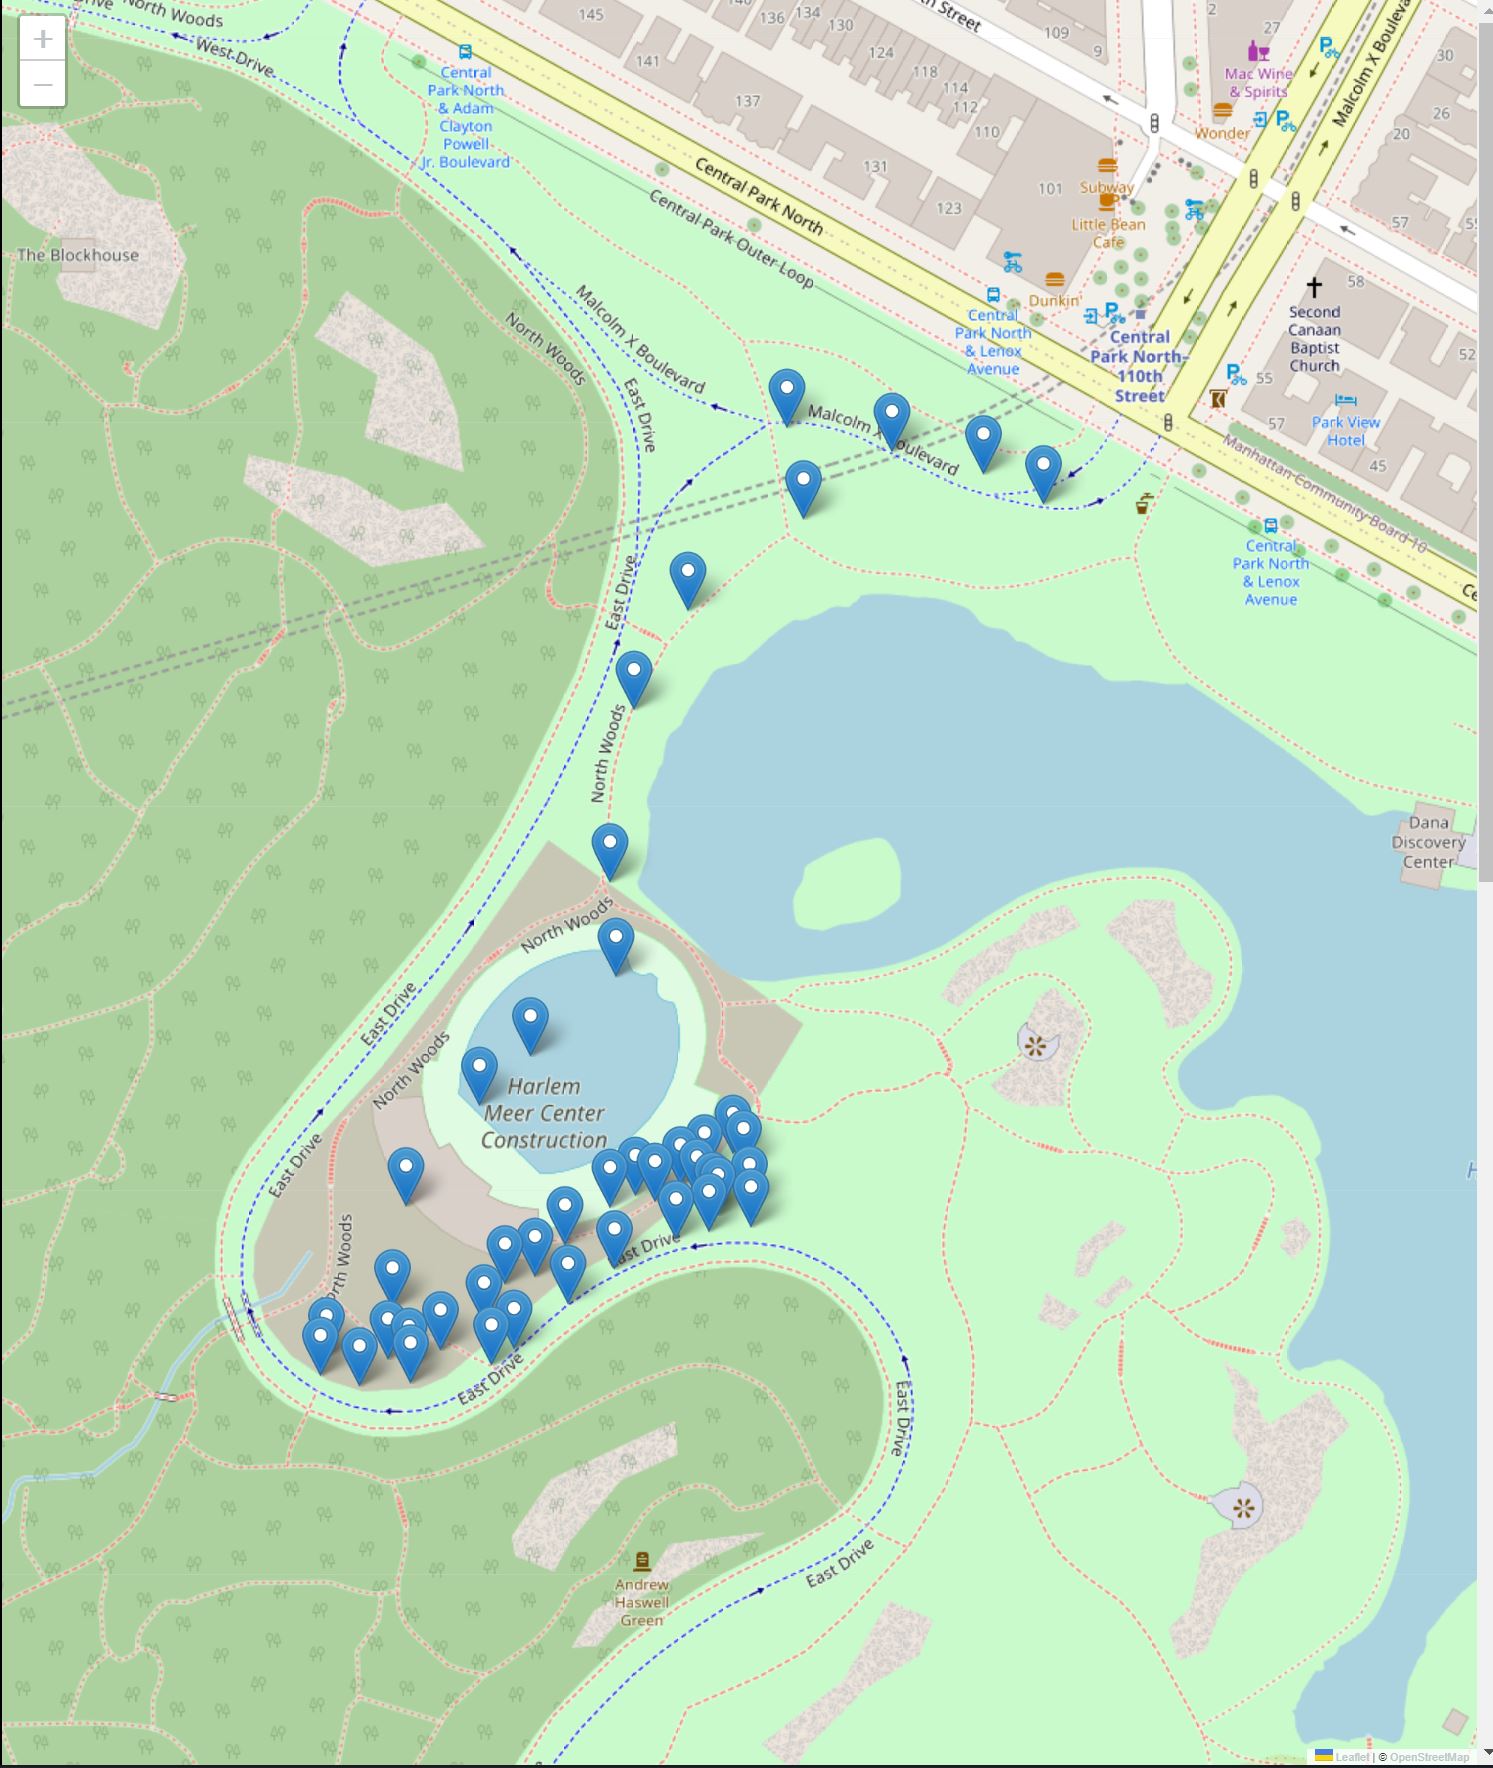 +
−
Drive
North Woods
West Drive
Central
Park North
& Adam
Clayton
Powell
Jr. Boulevard
145
136
134
130
124
118
114
112
110
141
137
131
123
101
109
9
th Street
2
27
Mac Wine
& Spirits
Wonder
Malcolm X Bouleva
30
26
20
57
Subway
Little Bean
Cafe
Dunkin'
Central Park North
Central Park Outer Loop
Central
Park North
& Lenox
Avenue
Central
Park North-
110th
Street
Second
Canaan
Baptist
Church
58
52
55
57
45
Park View
Hotel
Manhattan Community Board 10
Central
Park North
& Lenox
Avenue
The Blockhouse
Malcolm X Boulevard
North Woods
East Drive
Malcolm X Boulevard
East Drive
North Woods
Dana
Discovery
Center
North Woods
East Drive
North Woods
Harlem
Meer Center
Construction
East Drive
North Woods
East Drive
East Drive
East Drive
East Drive
Andrew
Haswell
Green
Leaflet | © OpenStreetMap